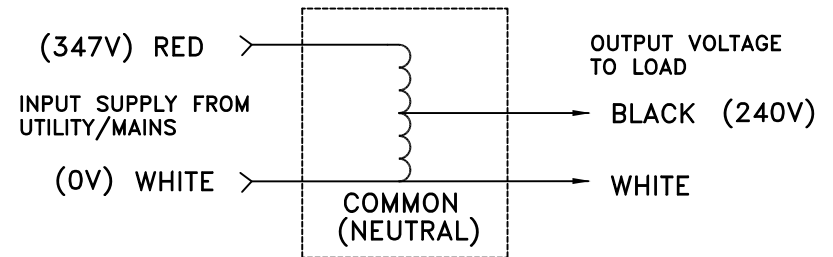 (347V) RED
INPUT SUPPLY FROM
UTILITY/MAINS
(0V) WHITE
COMMON
(NEUTRAL)
OUTPUT VOLTAGE
TO LOAD
BLACK (240V)
WHITE